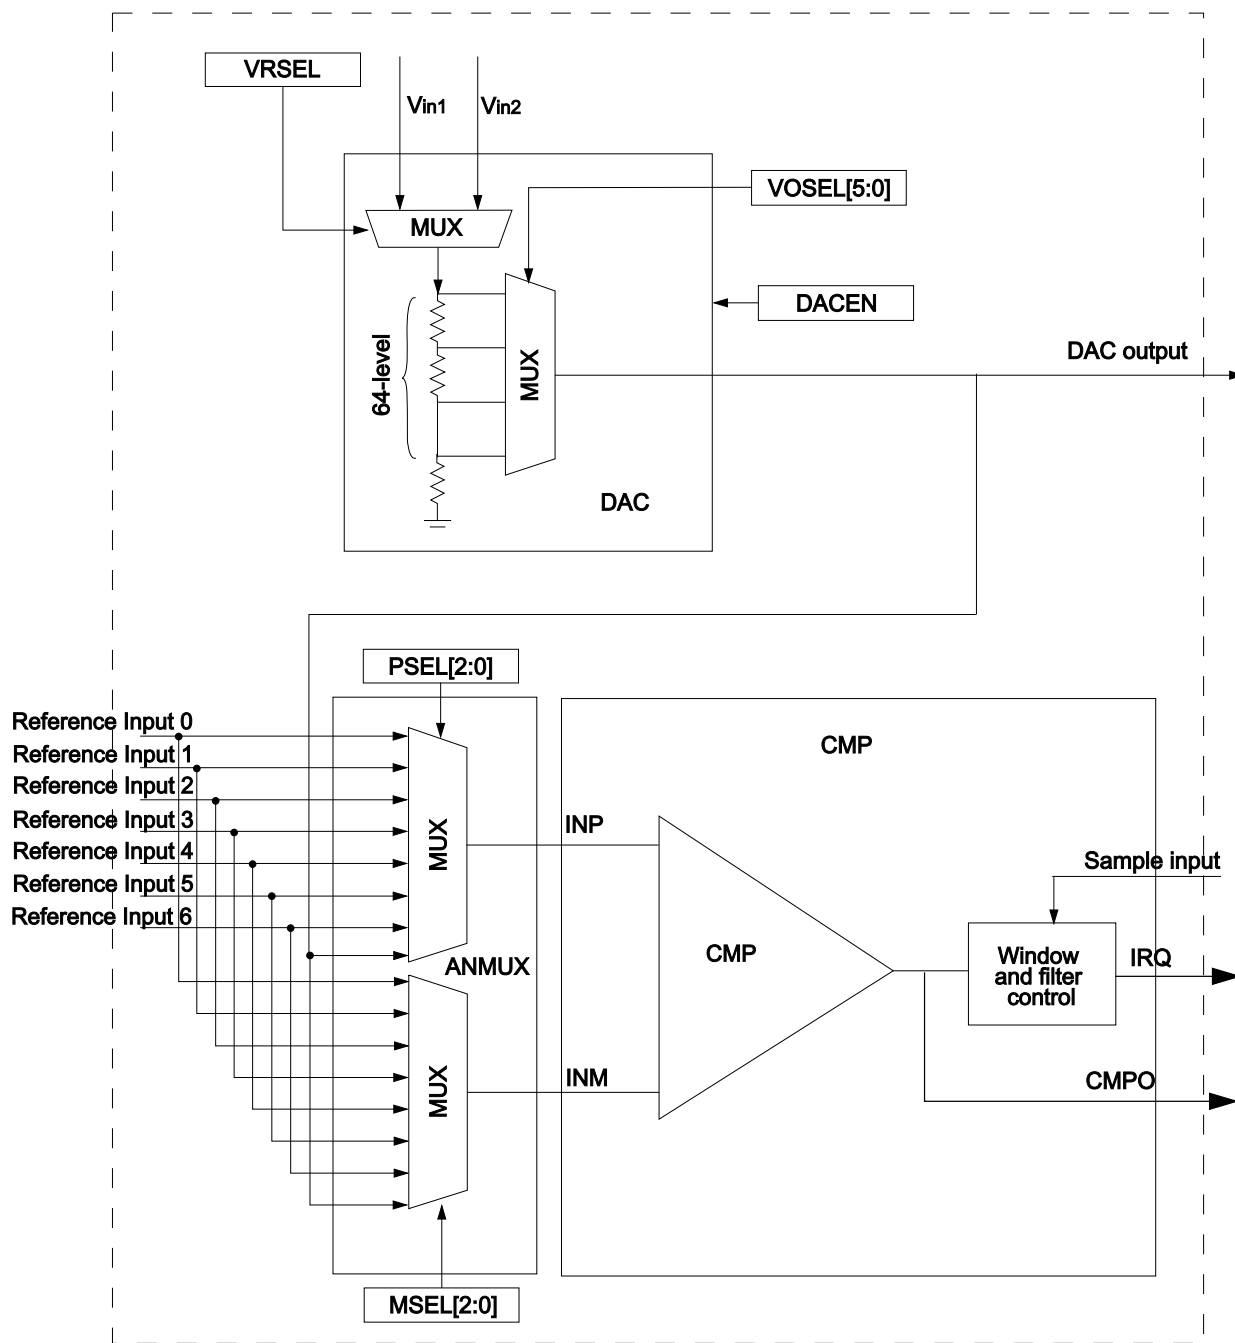 VRSEL
Vin1
Vin2
VOSEL[5:0]
MUX
DACEN
64-level
MUX
DAC output
DAC
PSEL[2:0]
Reference Input 0
Reference Input 1
Reference Input 2
Reference Input 3
Reference Input 4
Reference Input 5
Reference Input 6
MUX
ANMUX
MUX
MSEL[2:0]
INP
INM
CMP
CMP
Sample input
Window
and filter
control
IRQ
CMPO